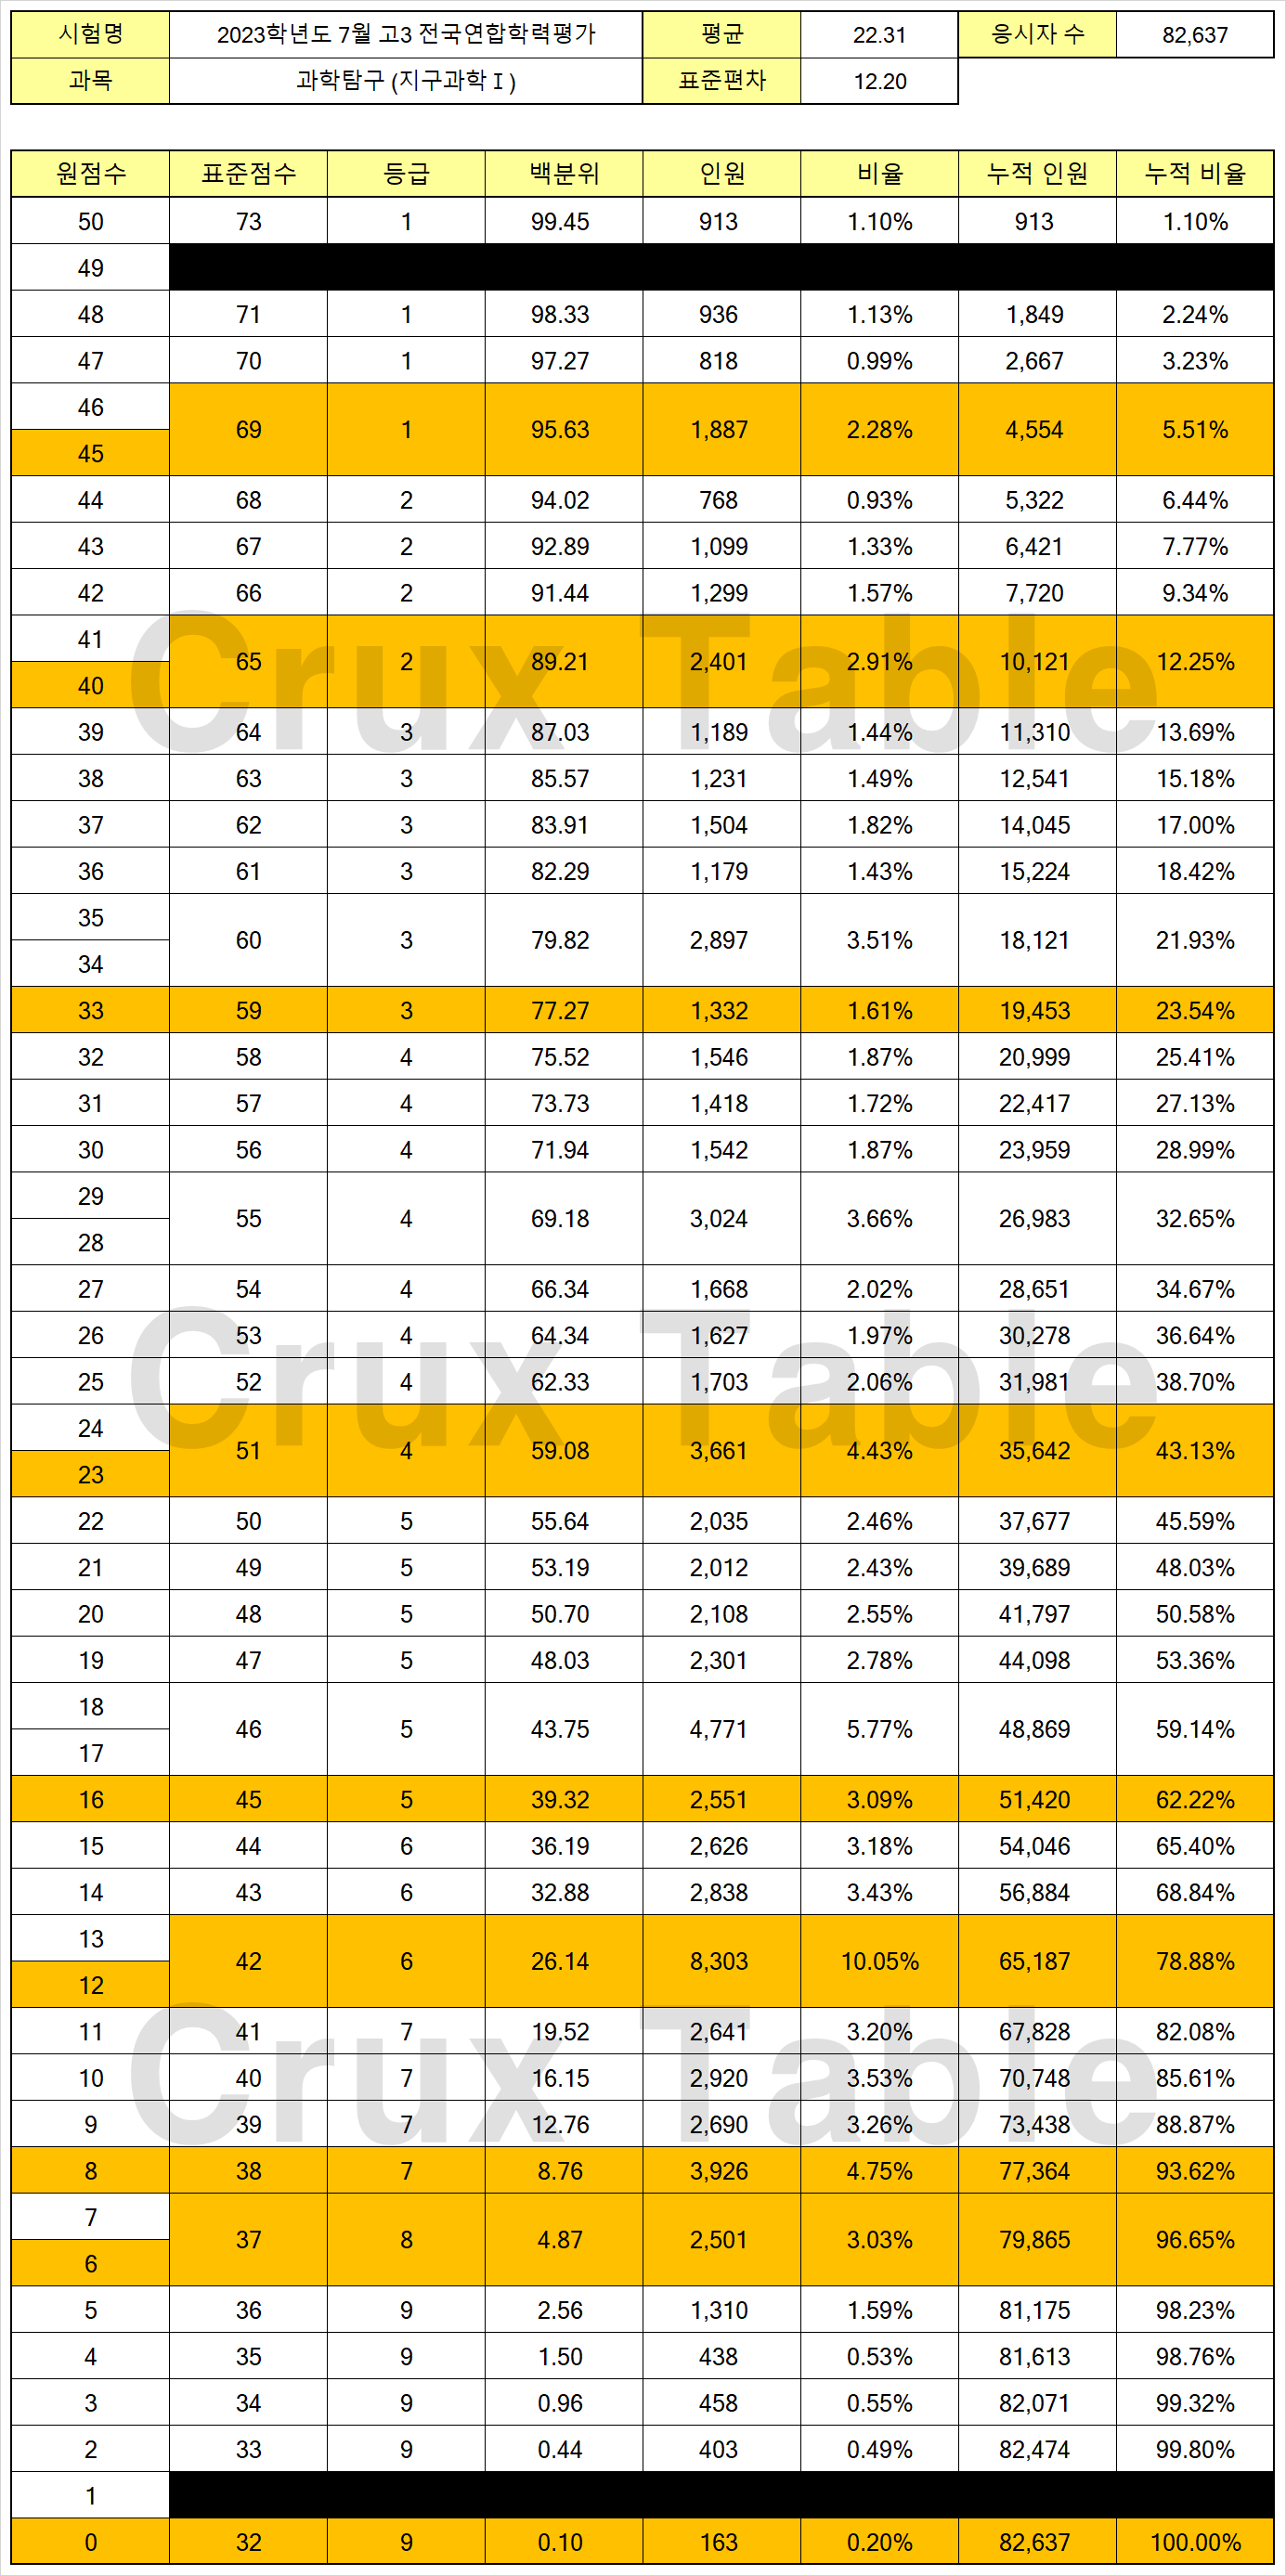 시험명 2023학년도 7월 고3 전국연합학력평가 평균 22.31 응시자 수 82,637
과목 과학탐구 (지구과학 I ) 표준편차 12.20
원점수 표준점수 등급 백분위 인원 비율 누적 인원 누적 비율
50 73 1 99.45 913 1.10% 913 1.10%
49
48 71 1 98.33 936 1.13% 1,849 2.24%
47 70 1 97.27 818 0.99% 2,667 3.23%
46
69 1 95.63 1,887 2.28% 4,554 5.51%
45
44 68 2 94.02 768 0.93% 5,322 6.44%
43 67 2 92.89 1,099 1.33% 6,421 7.77%
42 66 2 91.44 1,299 1.57% 7,720 9.34%
41
65 2 89.21 2,401 2.91% 10,121 12.25%
40
Crux Table
39 64 3 87.03 1,189 1.44% 11,310 13.69%
38 63 3 85.57 1,231 1.49% 12,541 15.18%
37 62 3 83.91 1,504 1.82% 14,045 17.00%
36 61 3 82.29 1,179 1.43% 15,224 18.42%
35
60 3 79.82 2,897 3.51% 18,121 21.93%
34
33 59 3 77.27 1,332 1.61% 19,453 23.54%
32 58 4 75.52 1,546 1.87% 20,999 25.41%
31 57 4 73.73 1,418 1.72% 22,417 27.13%
30 56 4 71.94 1,542 1.87% 23,959 28.99%
29
55 4 69.18 3,024 3.66% 26,983 32.65%
28
27 54 4 66.34 1,668 2.02% 28,651 34.67%
26 53 4 64.34 1,627 1.97% 30,278 36.64%
Crux Table
25 52 4 62.33 1,703 2.06% 31,981 38.70%
24
51 4 59.08 3,661 4.43% 35,642 43.13%
23
22 50 5 55.64 2,035 2.46% 37,677 45.59%
21 49 5 53.19 2,012 2.43% 39,689 48.03%
20 48 5 50.70 2,108 2.55% 41,797 50.58%
19 47 5 48.03 2,301 2.78% 44,098 53.36%
18
46 5 43.75 4,771 5.77% 48,869 59.14%
17
16 45 5 39.32 2,551 3.09% 51,420 62.22%
15 44 6 36.19 2,626 3.18% 54,046 65.40%
14 43 6 32.88 2,838 3.43% 56,884 68.84%
13
42 6 26.14 8,303 10.05% 65,187 78.88%
12
11 41 7 19.52 2,641 3.20% 67,828 82.08%
Crux Table
10 40 7 16.15 2,920 3.53% 70,748 85.61%
9 39 7 12.76 2,690 3.26% 73,438 88.87%
8 38 7 8.76 3,926 4.75% 77,364 93.62%
7
37 8 4.87 2,501 3.03% 79,865 96.65%
6
5 36 9 2.56 1,310 1.59% 81,175 98.23%
4 35 9 1.50 438 0.53% 81,613 98.76%
3 34 9 0.96 458 0.55% 82,071 99.32%
2 33 9 0.44 403 0.49% 82,474 99.80%
1
0 32 9 0.10 163 0.20% 82,637 100.00%